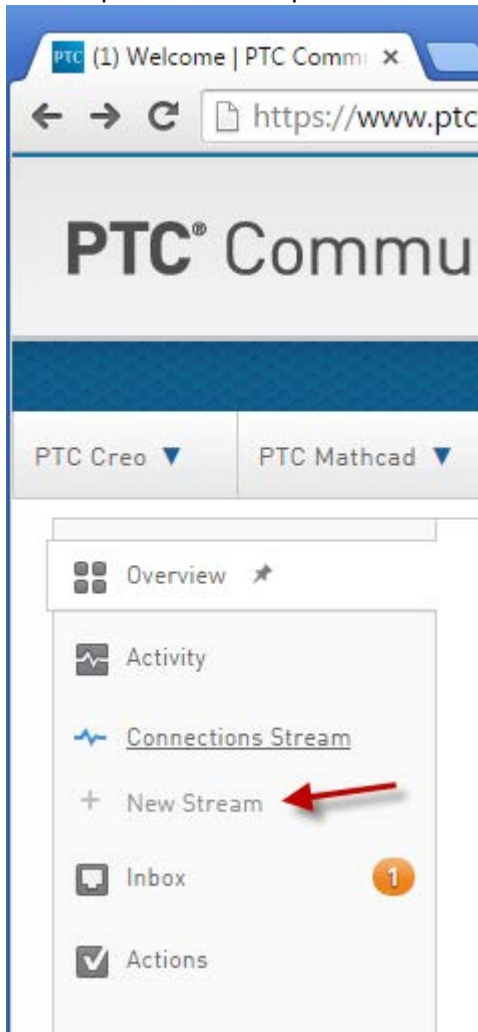 PTC (1) Welcome | PTC Comm
https://www.ptc
PTC® Commu
PTC Creo ▼ PTC Mathcad ▼
Overview
Activity
Connections Stream
+ New Stream
Inbox 1
Actions